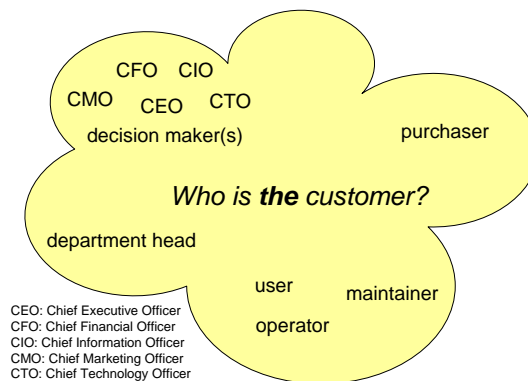 CFO CIO
CMO CEO CTO
decision maker(s)
purchaser
Who is the customer?
department head
user
maintainer
operator
CEO: Chief Executive Officer
CFO: Chief Financial Officer
CIO: Chief Information Officer
CMO: Chief Marketing Officer
CTO: Chief Technology Officer